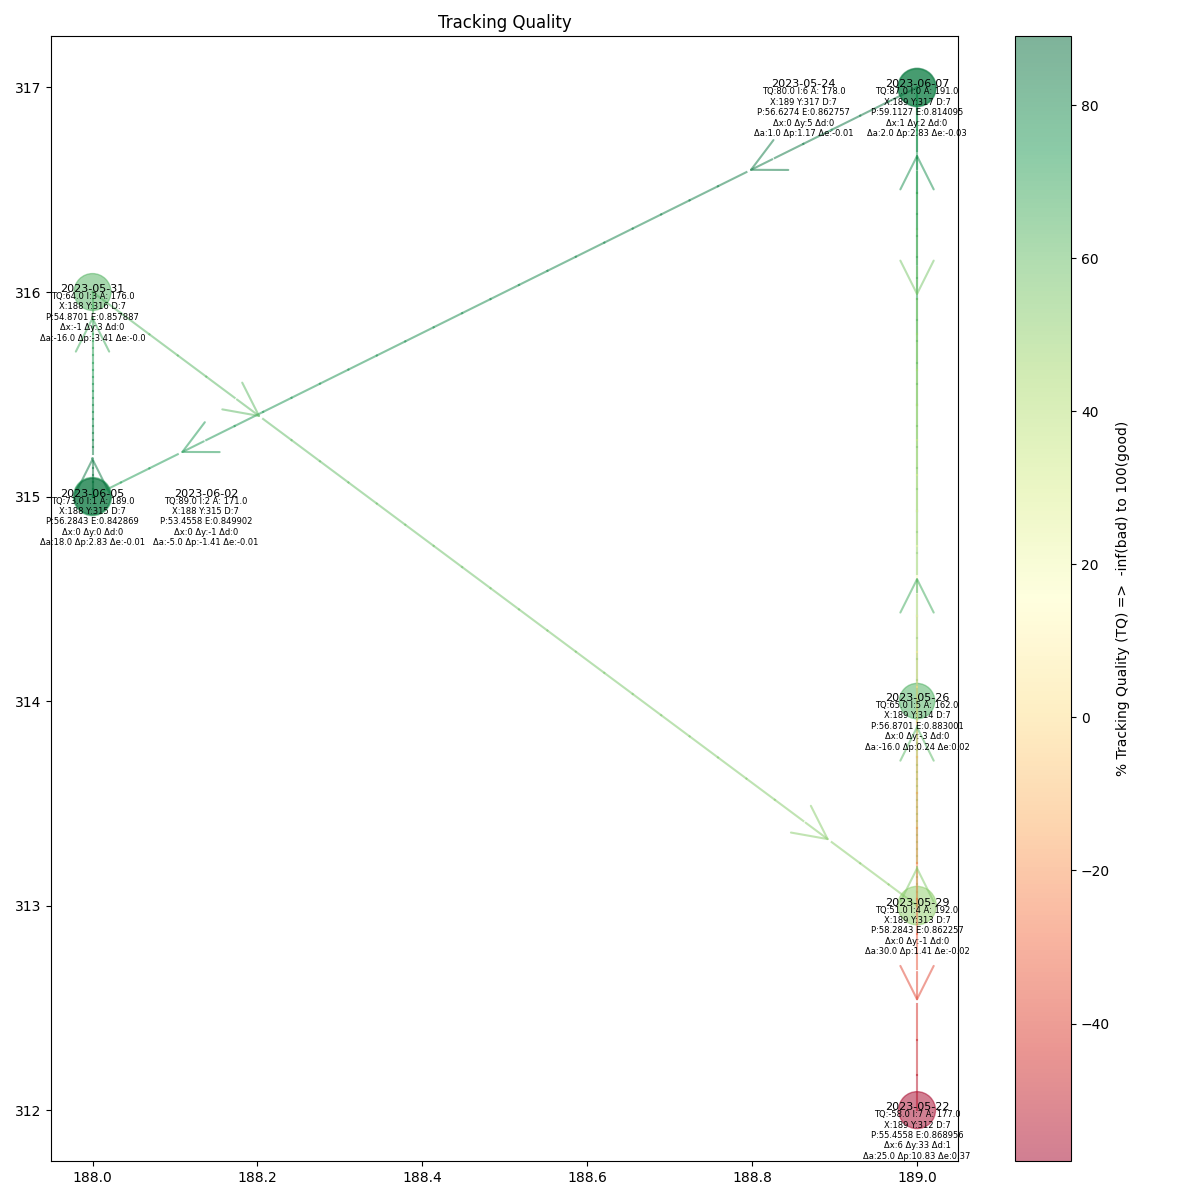 Tracking Quality
317
316
315
314
313
312
188.0
188.2
188.4
188.6
188.8
189.0
2023-05-24
TQ:80.0 I:6 A: 178.0
X:189 Y:317 D:7
P:56.6274 E:0.862757
Δx:0 Δy:5 Δd:0
Δa:1.0 Δp:1.17 Δe:-0.01
2023-06-07
TQ:87.0 I:0 A: 191.0
X:189 Y:317 D:7
P:59.1127 E:0.814095
Δx:1 Δy:2 Δd:0
Δa:2.0 Δp:2.83 Δe:-0.03
2023-05-31
TQ:64.0 I:3 A: 176.0
X:188 Y:316 D:7
P:54.8701 E:0.857887
Δx:-1 Δy:3 Δd:0
Δa:-16.0 Δp:-3.41 Δe:-0.0
2023-06-05
TQ:73.0 I:1 A: 189.0
X:188 Y:315 D:7
P:56.2843 E:0.842869
Δx:0 Δy:0 Δd:0
Δa:18.0 Δp:2.83 Δe:-0.01
2023-06-02
TQ:89.0 I:2 A: 171.0
X:188 Y:315 D:7
P:53.4558 E:0.849902
Δx:0 Δy:-1 Δd:0
Δa:-5.0 Δp:-1.41 Δe:-0.01
2023-05-26
TQ:65.0 I:5 A: 162.0
X:189 Y:314 D:7
P:56.8701 E:0.883001
Δx:0 Δy:-3 Δd:0
Δa:-16.0 Δp:0.24 Δe:0.02
2023-05-29
TQ:51.0 I:4 A: 192.0
X:189 Y:313 D:7
P:58.2843 E:0.862257
Δx:0 Δy:-1 Δd:0
Δa:30.0 Δp:1.41 Δe:-0.02
2023-05-22
TQ:-58.0 I:7 A: 177.0
X:189 Y:312 D:7
P:55.4558 E:0.868956
Δx:6 Δy:33 Δd:1
Δa:25.0 Δp:10.83 Δe:0.37
80
60
40
20
0
−20
−40
% Tracking Quality (TQ) => -inf(bad) to 100(good)